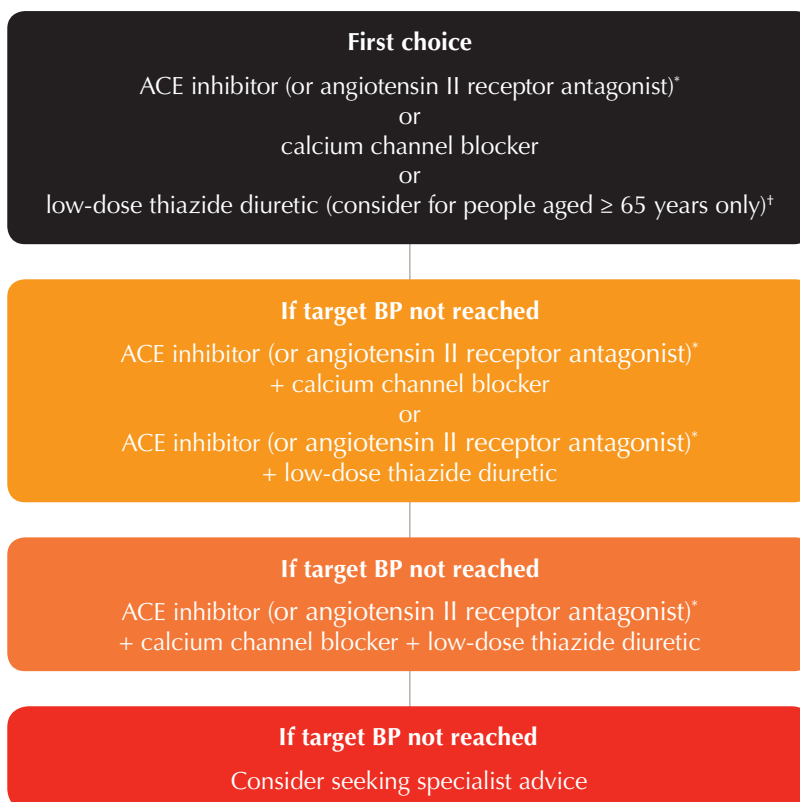 First choice
ACE inhibitor (or angiotensin II receptor antagonist)*
or
calcium channel blocker
or
low-dose thiazide diuretic (consider for people aged ≥ 65 years only)†
If target BP not reached
ACE inhibitor (or angiotensin II receptor antagonist)*
+ calcium channel blocker
or
ACE inhibitor (or angiotensin II receptor antagonist)*
+ low-dose thiazide diuretic
If target BP not reached
ACE inhibitor (or angiotensin II receptor antagonist)*
+ calcium channel blocker + low-dose thiazide diuretic
If target BP not reached
Consider seeking specialist advice